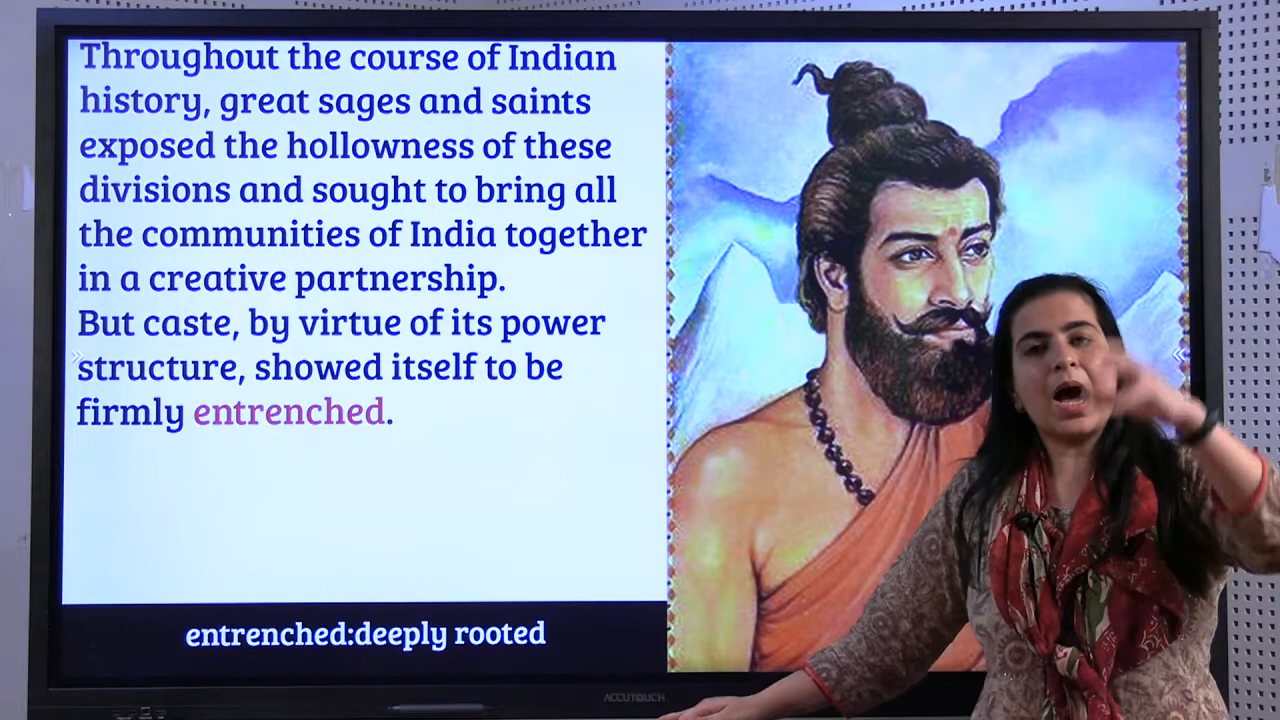 Throughout the course of Indian
history, great sages and saints
exposed the hollowness of these
divisions and sought to bring all
the communities of India together
in a creative partnership.
But caste, by virtue of its power
structure, showed itself to be
firmly entrenched.
entrenched:deeply rooted
ACCUTOUCH